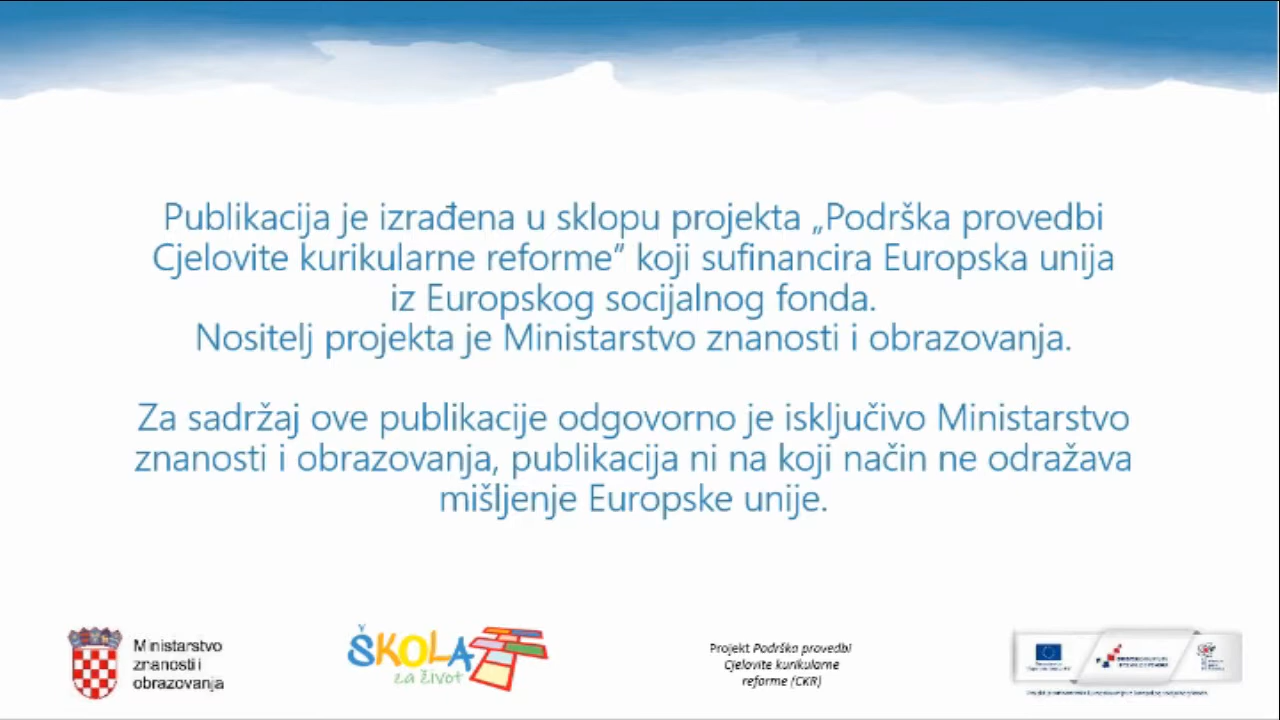 Publikacija je izrađena u sklopu projekta „Podrška provedbi
Cjelovite kurikularne reforme” koji sufinancira Europska unija
iz Europskog socijalnog fonda.
Nositelj projekta je Ministarstvo znanosti i obrazovanja.
Za sadržaj ove publikacije odgovorno je isključivo Ministarstvo
znanosti i obrazovanja, publikacija ni na koji način ne odražava
mišljenje Europske unije.
Ministarstvo
znanosti i
obrazovanja
ŠKOLA
za život
Projekt Podrška provedbi
Cjelovite kurikularne
reforme (CKR)